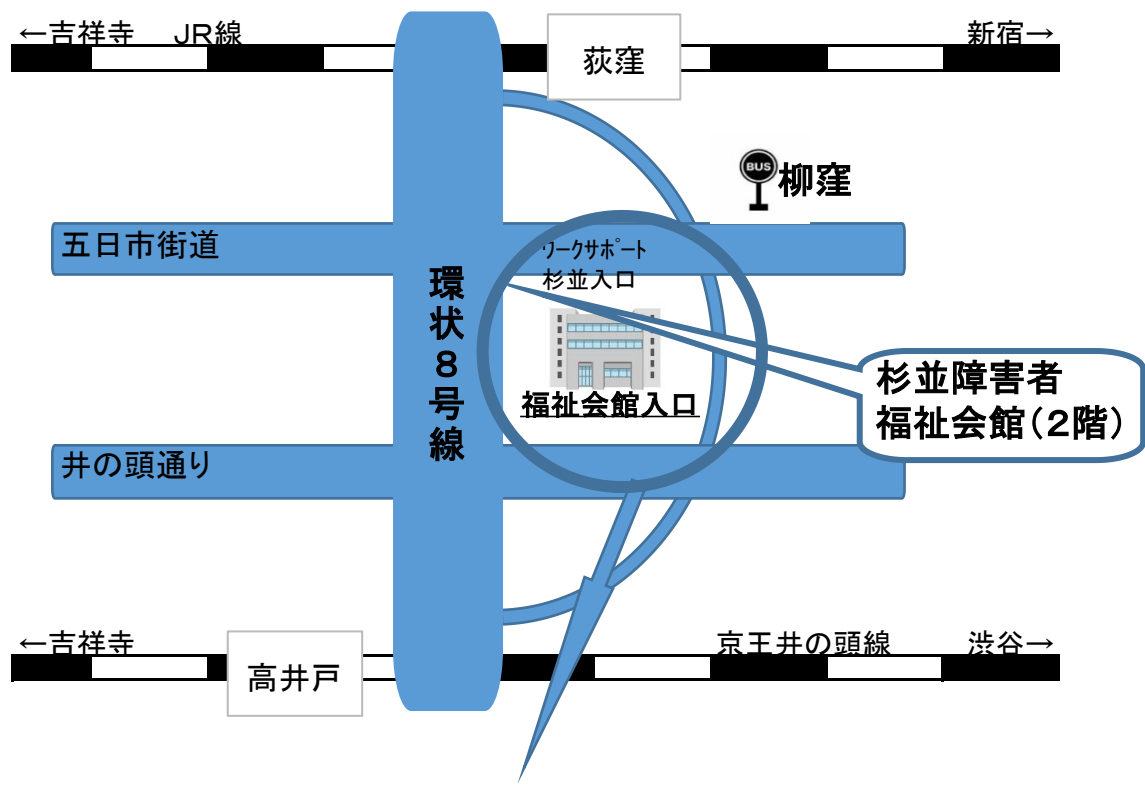 ←吉祥寺 JR線 新宿→
荻窪
BUS
柳窪
五日市街道
ワークサポート
杉並入口
環状8号線
福祉会館入口
杉並障害者
福祉会館(2階)
井の頭通り
←吉祥寺 京王井の頭線 渋谷→
高井戸